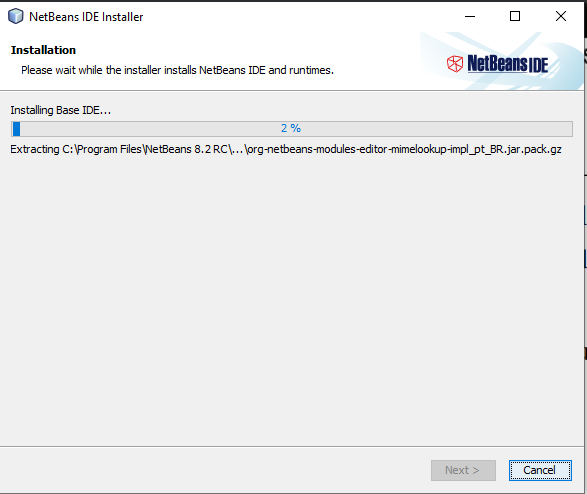 NetBeans IDE Installer
Installation
Please wait while the installer installs NetBeans IDE and runtimes.
NetBeans IDE
Installing Base IDE...
2 %
Extracting C:\Program Files\NetBeans 8.2 RC\...\org-netbeans-modules-editor-mimelookup-impl_pt_BR.jar.pack.gz
Next >
Cancel